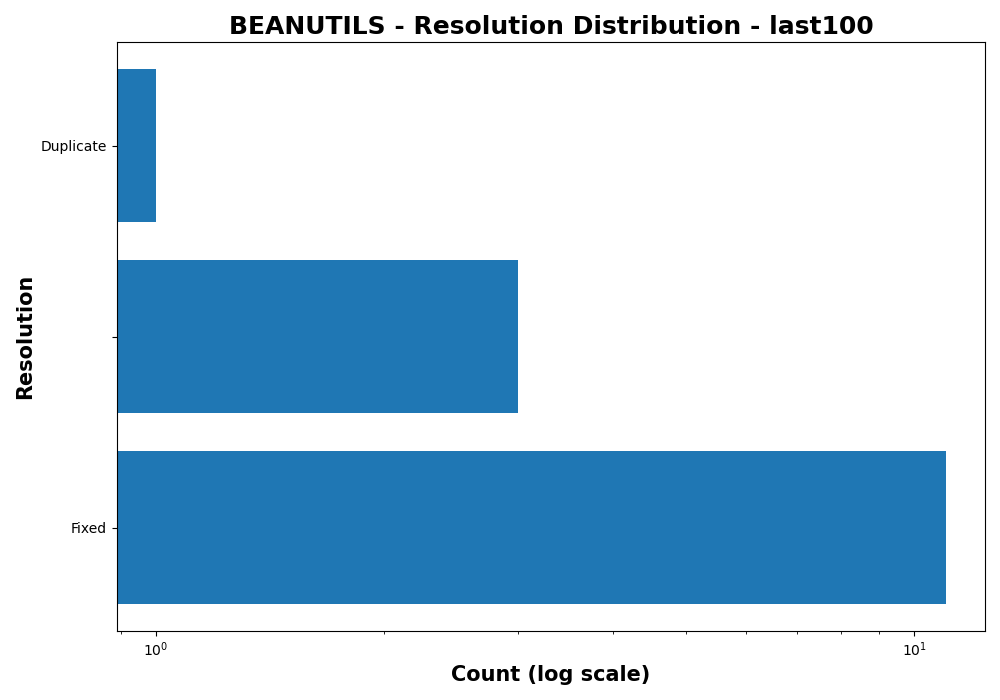 BEANUTILS - Resolution Distribution - last100
Duplicate
Resolution
Fixed
10⁰
10¹
Count (log scale)